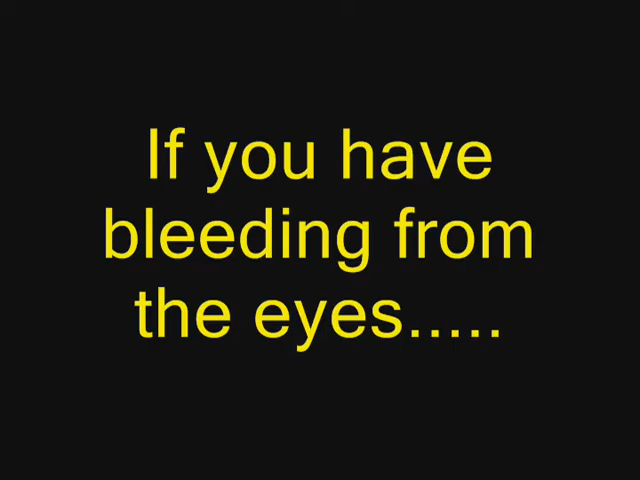 If you have
bleeding from
the eyes.....